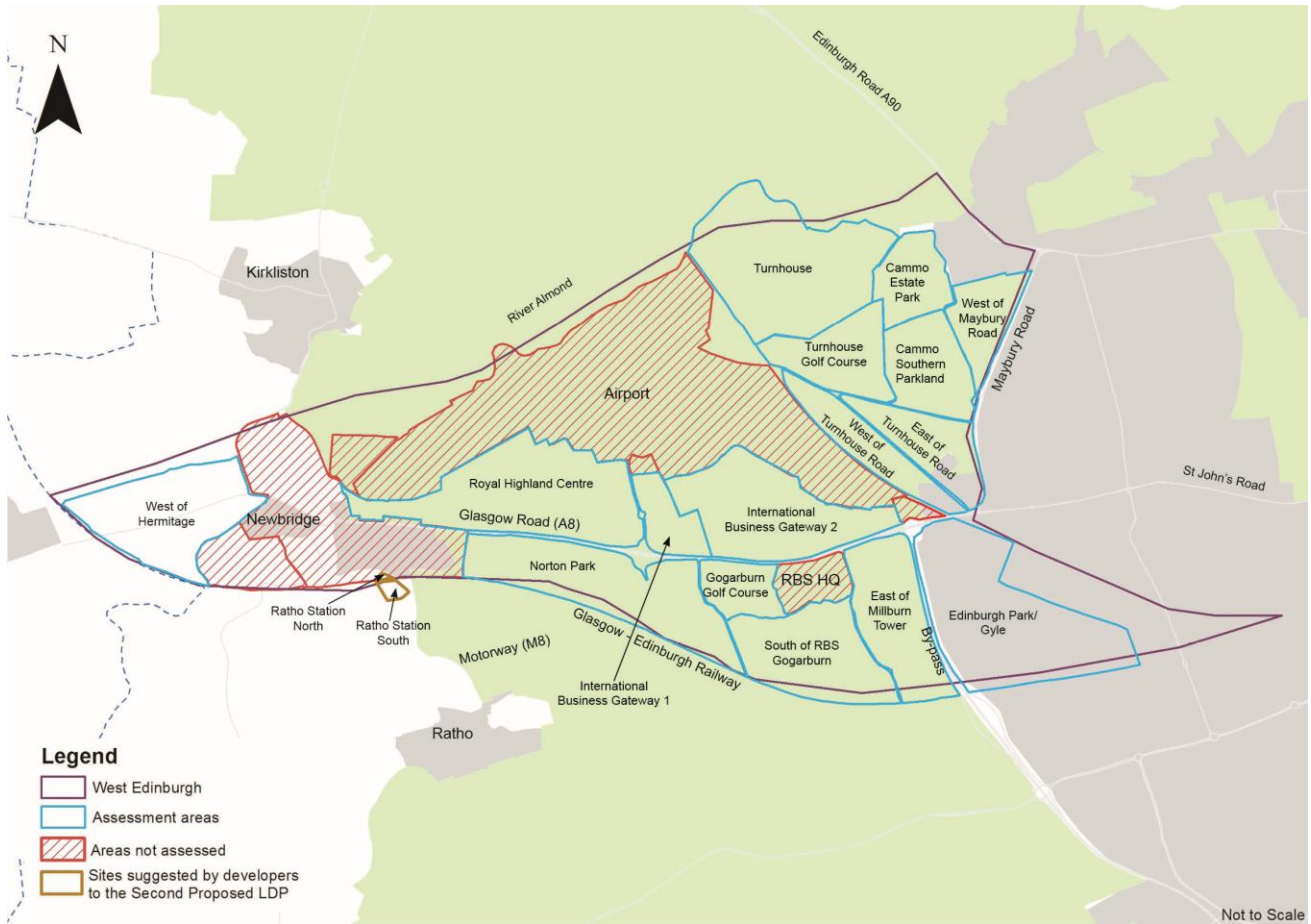 N
Edinburgh Road A90
Kirkliston
River Almond
Turnhouse
Cammo
Estate
Park
West of
Maybury
Road
Maybury Road
Turnhouse
Golf Course
Cammo
Southern
Parkland
Airport
West of
Turnhouse Road
East of
Turnhouse Road
St John's Road
Royal Highland Centre
West of
Hermitage
Newbridge
Glasgow Road (A8)
International
Business Gateway 2
Norton Park
Gogarburn
Golf Course
RBS HQ
East of
Millburn
Tower
Edinburgh Park/
Gyle
By-pass
Ratho Station
North
Ratho Station
South
Motorway (M8)
Glasgow - Edinburgh Railway
South of RBS
Gogarburn
International
Business Gateway 1
Ratho
Legend
West Edinburgh
Assessment areas
Areas not assessed
Sites suggested by developers
to the Second Proposed LDP
Not to Scale